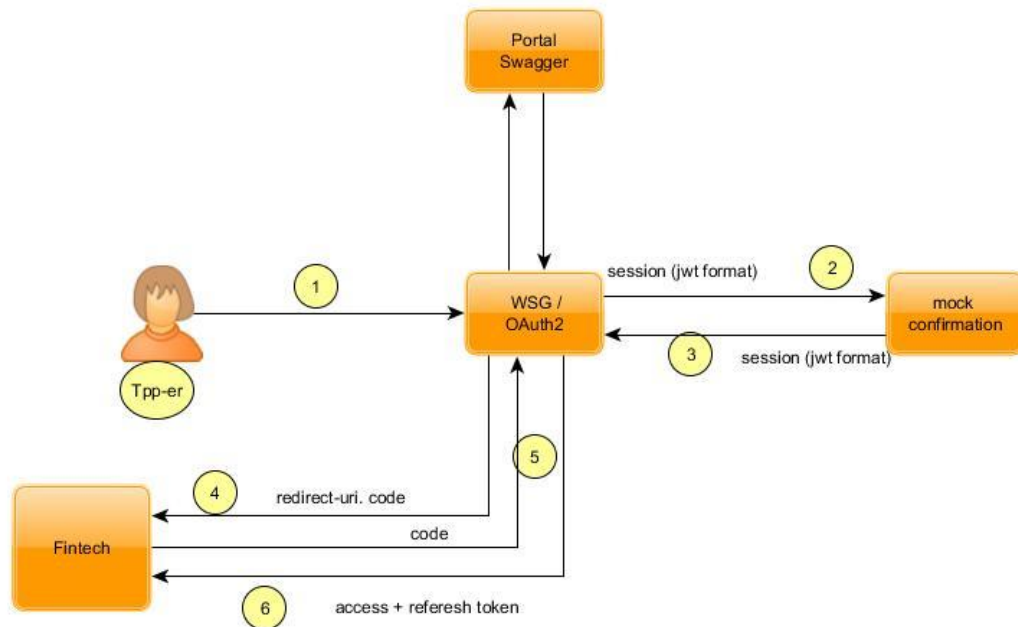 Portal
Swagger
session (jwt format)
2
1
WSG /
OAuth2
mock
confirmation
3
session (jwt format)
Tpp-er
5
4
redirect-uri. code
code
Fintech
6
access + referesh token